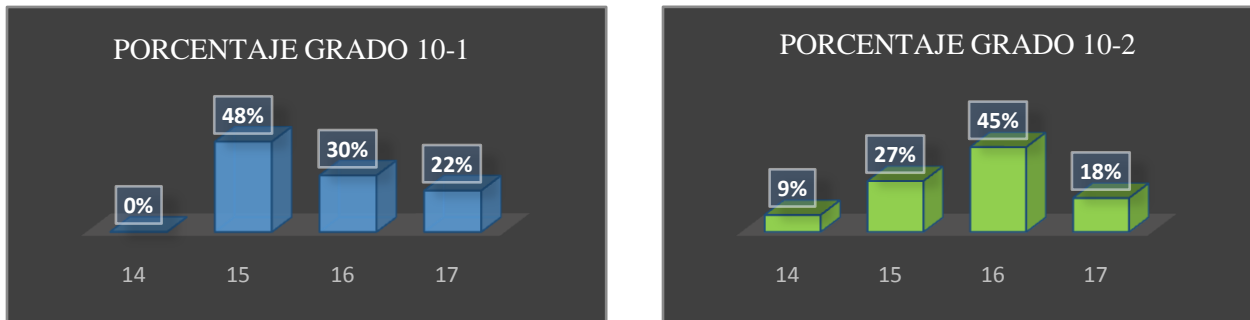 PORCENTAJE GRADO 10-1
48%
30%
22%
0%
14 15 16 17
PORCENTAJE GRADO 10-2
45%
27%
18%
9%
14 15 16 17